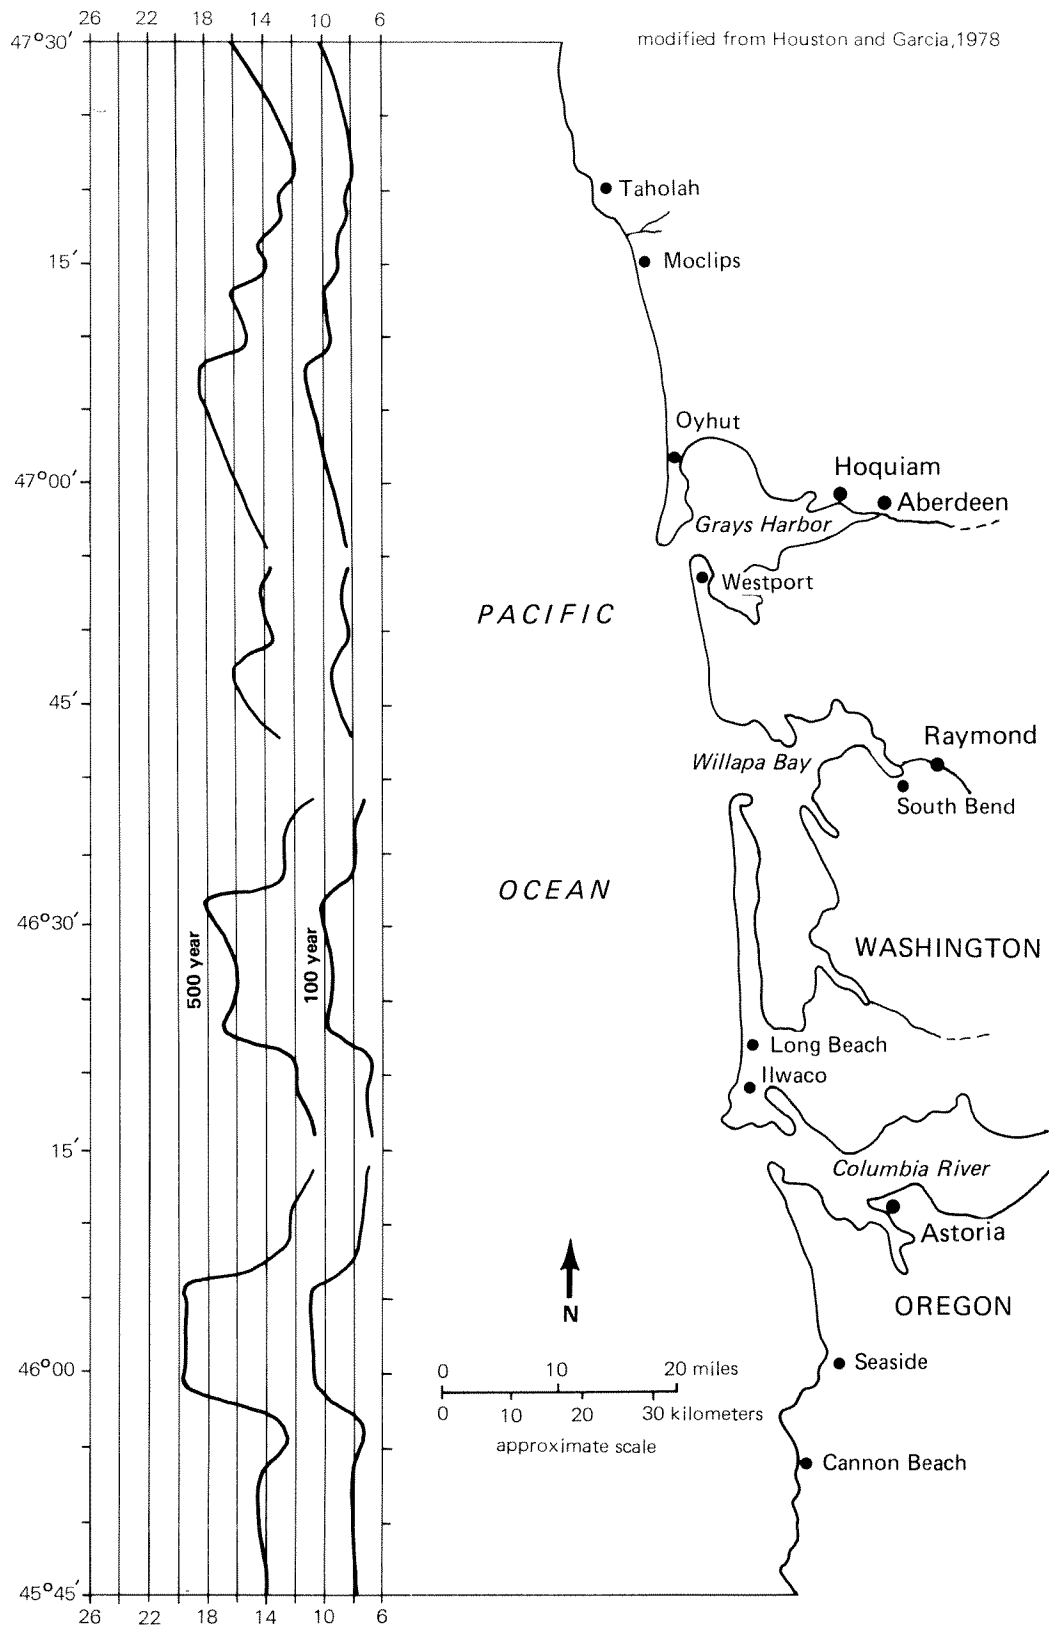 26 22 18 14 10 6
47°30′
modified from Houston and Garcia,1978
Taholah
15′
Moclips
Oyhut
Hoquiam
47°00′
Aberdeen
Grays Harbor
Westport
PACIFIC
45′
Raymond
Willapa Bay
South Bend
OCEAN
46°30′
WASHINGTON
500 year
100 year
Long Beach
Ilwaco
15′
Columbia River
Astoria
OREGON
N
46°00′
Seaside
0 10 20 miles
0 10 20 30 kilometers
approximate scale
Cannon Beach
45°45′
26 22 18 14 10 6